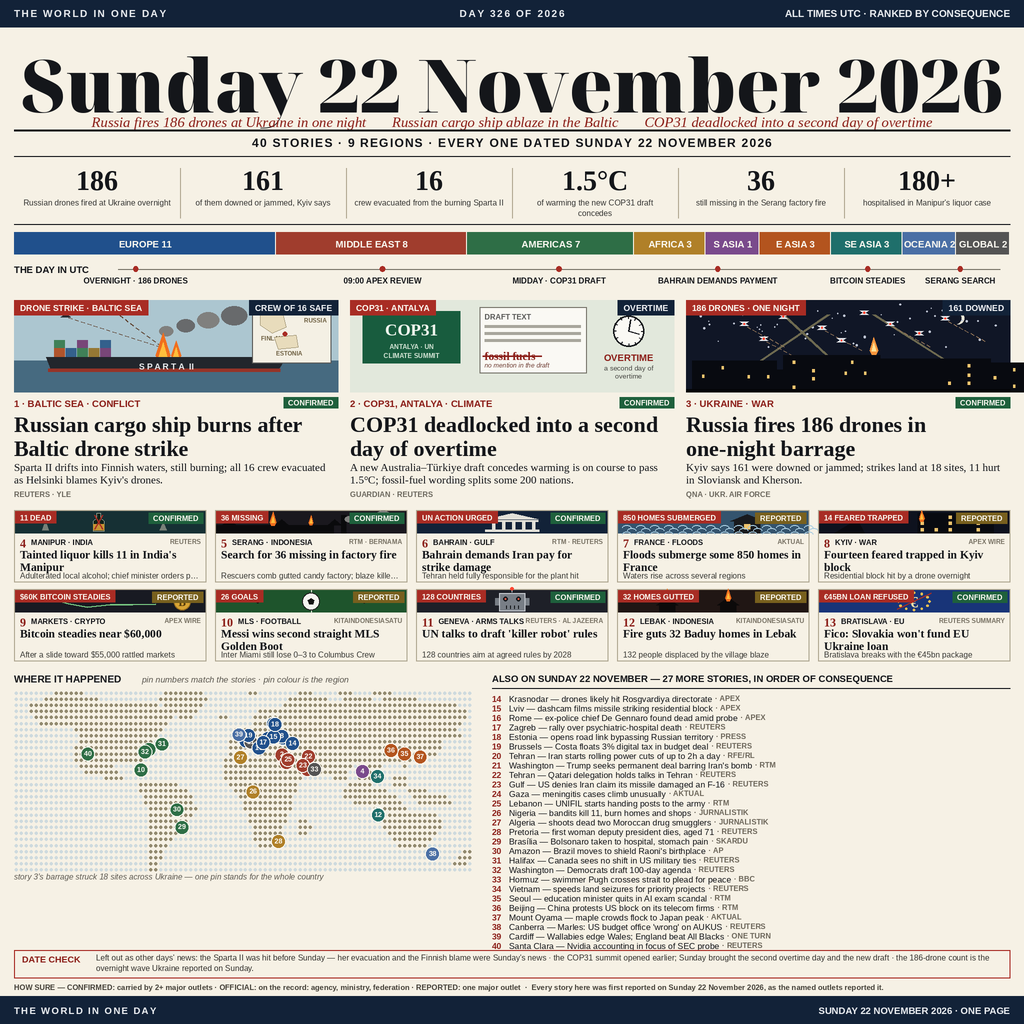 THE WORLD IN ONE DAY
DAY 326 OF 2026
ALL TIMES UTC · RANKED BY CONSEQUENCE
Sunday 22 November 2026
Russia fires 186 drones at Ukraine in one night
Russian cargo ship ablaze in the Baltic
COP31 deadlocked into a second day of overtime
40 STORIES · 9 REGIONS · EVERY ONE DATED SUNDAY 22 NOVEMBER 2026
186
Russian drones fired at Ukraine overnight
161
of them downed or jammed, Kyiv says
16
crew evacuated from the burning Sparta II
1.5°C
of warming the new COP31 draft
concedes
36
still missing in the Serang factory fire
180+
hospitalised in Manipur's liquor case
EUROPE 11
MIDDLE EAST 8
AMERICAS 7
AFRICA 3
S ASIA 1
E ASIA 3
SE ASIA 3
OCEANIA 2
GLOBAL 2
THE DAY IN UTC
OVERNIGHT · 186 DRONES
09:00 APEX REVIEW
MIDDAY · COP31 DRAFT
BAHRAIN DEMANDS PAYMENT
BITCOIN STEADIES
SERANG SEARCH
DRONE STRIKE · BALTIC SEA
CREW OF 16 SAFE
RUSSIA
ESTONIA
SPARTA II
1 · BALTIC SEA · CONFLICT
CONFIRMED
Russian cargo ship burns after
Baltic drone strike
Sparta II drifts into Finnish waters, still burning; all 16 crew evacuated
as Helsinki blames Kyiv's drones.
REUTERS · YLE
COP31 · ANTALYA
OVERTIME
COP31
ANTALYA · UN
CLIMATE SUMMIT
DRAFT TEXT
fossil fuels
no mention in the draft
OVERTIME
a second day of
overtime
2 · COP31, ANTALYA · CLIMATE
CONFIRMED
COP31 deadlocked into a second
day of overtime
A new Australia–Türkiye draft concedes warming is on course to pass
1.5°C; fossil-fuel wording splits some 200 nations.
GUARDIAN · REUTERS
186 DRONES · ONE NIGHT
161 DOWNED
3 · UKRAINE · WAR
CONFIRMED
Russia fires 186 drones in
one-night barrage
Kyiv says 161 were downed or jammed; strikes land at 18 sites, 11 hurt
in Sloviansk and Kherson.
QNA · UKR. AIR FORCE
11 DEAD
CONFIRMED
4 MANIPUR · INDIA
REUTERS
Tainted liquor kills 11 in India's
Manipur
Adulterated local alcohol; chief minister orders p…
36 MISSING
CONFIRMED
5 SERANG · INDONESIA
RTM · BERNAMA
Search for 36 missing in factory fire
Rescuers comb gutted candy factory; blaze kille…
UN ACTION URGED
CONFIRMED
6 BAHRAIN · GULF
RTM · REUTERS
Bahrain demands Iran pay for
strike damage
Tehran held fully responsible for the plant hit
850 HOMES SUBMERGED
REPORTED
7 FRANCE · FLOODS
AKTUAL
Floods submerge some 850 homes in
France
Waters rise across several regions
14 FEARED TRAPPED
REPORTED
8 KYIV · WAR
APEX WIRE
Fourteen feared trapped in Kyiv
block
Residential block hit by a drone overnight
$60K BITCOIN STEADIES
REPORTED
9 MARKETS · CRYPTO
APEX WIRE
Bitcoin steadies near $60,000
After a slide toward $55,000 rattled markets
26 GOALS
REPORTED
10 MLS · FOOTBALL
KITAINDONESIASATU
Messi wins second straight MLS
Golden Boot
Inter Miami still lose 0–3 to Columbus Crew
128 COUNTRIES
CONFIRMED
11 GENEVA · ARMS TALKS
REUTERS · AL JAZEERA
UN talks to draft 'killer robot' rules
128 countries aim at agreed rules by 2028
32 HOMES GUTTED
REPORTED
12 LEBAK · INDONESIA
KITAINDONESIASATU
Fire guts 32 Baduy homes in Lebak
132 people displaced by the village blaze
€45BN LOAN REFUSED
CONFIRMED
13 BRATISLAVA · EU
REUTERS SUMMARY
Fico: Slovakia won't fund EU
Ukraine loan
Bratislava breaks with the €45bn package
WHERE IT HAPPENED
pin numbers match the stories · pin colour is the region
40
32
31
10
30
29
39
18
15
17
14
27
25
22
23
33
26
28
4
34
12
36
35
37
38
story 3's barrage struck 18 sites across Ukraine — one pin stands for the whole country
ALSO ON SUNDAY 22 NOVEMBER — 27 MORE STORIES, IN ORDER OF CONSEQUENCE
14 Krasnodar — drones likely hit Rosgvardiya directorate · APEX
15 Lviv — dashcam films missile striking residential block · APEX
16 Rome — ex-police chief De Gennaro found dead amid probe · APEX
17 Zagreb — rally over psychiatric-hospital death · REUTERS
18 Estonia — opens road link bypassing Russian territory · PRESS
19 Brussels — Costa floats 3% digital tax in budget deal · REUTERS
20 Tehran — Iran starts rolling power cuts of up to 2h a day · RFE/RL
21 Washington — Trump seeks permanent deal barring Iran's bomb · RTM
22 Tehran — Qatari delegation holds talks in Tehran · REUTERS
23 Gulf — US denies Iran claim its missile damaged an F-16 · REUTERS
24 Gaza — meningitis cases climb unusually · AKTUAL
25 Lebanon — UNIFIL starts handing posts to the army · RTM
26 Nigeria — bandits kill 11, burn homes and shops · JURNALISTIK
27 Algeria — shoots dead two Moroccan drug smugglers · JURNALISTIK
28 Pretoria — first woman deputy president dies, aged 71 · REUTERS
29 Brasília — Bolsonaro taken to hospital, stomach pain · SKARDU
30 Amazon — Brazil moves to shield Raoni's birthplace · AP
31 Halifax — Canada sees no shift in US military ties · REUTERS
32 Washington — Democrats draft 100-day agenda · REUTERS
33 Hormuz — swimmer Pugh crosses strait to plead for peace · BBC
34 Vietnam — speeds land seizures for priority projects · REUTERS
35 Seoul — education minister quits in AI exam scandal · RTM
36 Beijing — China protests US block on its telecom firms · RTM
37 Mount Oyama — maple crowds flock to Japan peak · AKTUAL
38 Canberra — Marles: US budget office 'wrong' on AUKUS · REUTERS
39 Cardiff — Wallabies edge Wales; England beat All Blacks · ONE TURN
40 Santa Clara — Nvidia accounting in focus of SEC probe · REUTERS
DATE CHECK
Left out as other days' news: the Sparta II was hit before Sunday — her evacuation and the Finnish blame were Sunday's news · the COP31 summit opened earlier; Sunday brought the second overtime day and the new draft · the 186-drone count is the
overnight wave Ukraine reported on Sunday.
HOW SURE — CONFIRMED: carried by 2+ major outlets · OFFICIAL: on the record: agency, ministry, federation · REPORTED: one major outlet · Every story here was first reported on Sunday 22 November 2026, as the named outlets reported it.
THE WORLD IN ONE DAY
SUNDAY 22 NOVEMBER 2026 · ONE PAGE